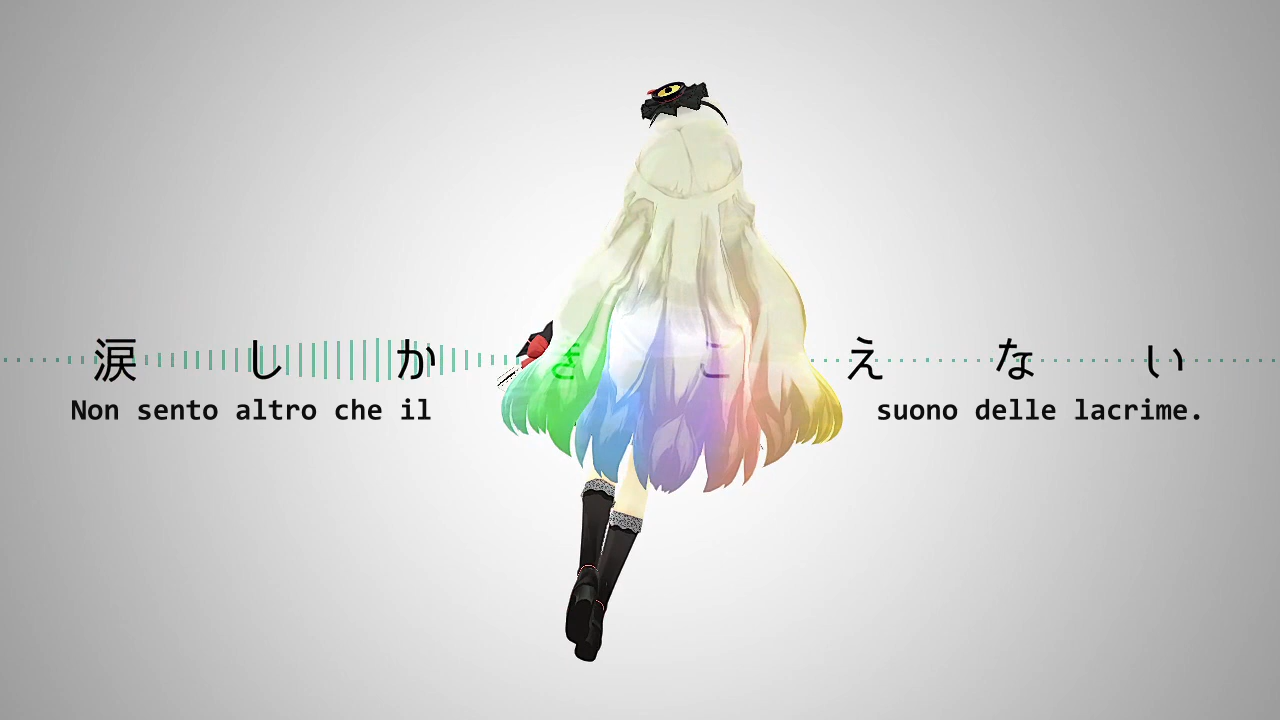 涙しかきこえない
Non sento altro che il suono delle lacrime.